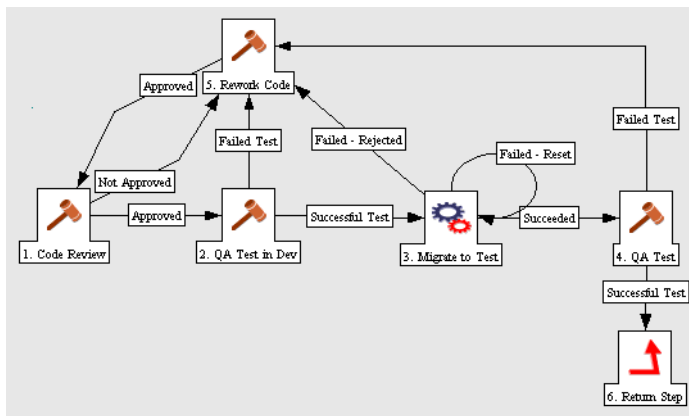 Approved
5. Rework Code
Failed Test
Failed Test
Failed - Rejected
Failed - Reset
Not Approved
Approved
Successful Test
Succeeded
1. Code Review
2. QA Test in Dev
3. Migrate to Test
4. QA Test
Successful Test
6. Return Step